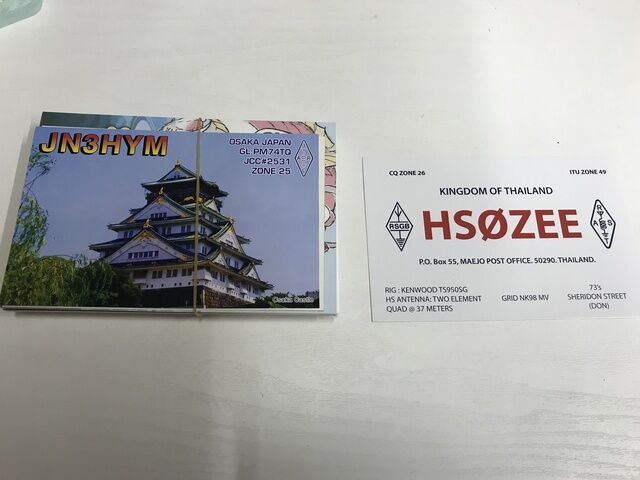 JN3HYM
OSAKA JAPAN
GL.PM74TQ
JCC#2531
ZONE 25
Osaka Castle
CQ ZONE 26
ITU ZONE 49
KINGDOM OF THAILAND
RSGB
HSØZEE
P.O. Box 55, MAEJO POST OFFICE. 50290. THAILAND.
RIG : KENWOOD TS950SG
HS ANTENNA: TWO ELEMENT
QUAD @ 37 METERS
GRID NK98 MV
73's
SHERIDON STREET
(DON)